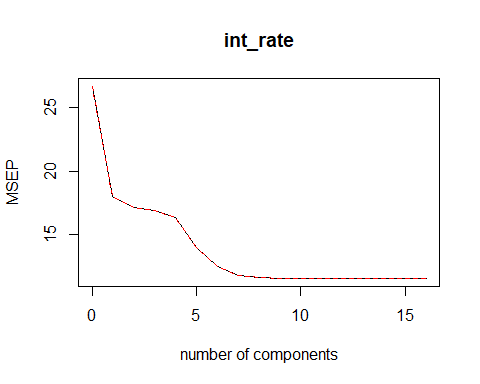 int_rate
MSEP
25
20
15
0 5 10 15
number of components